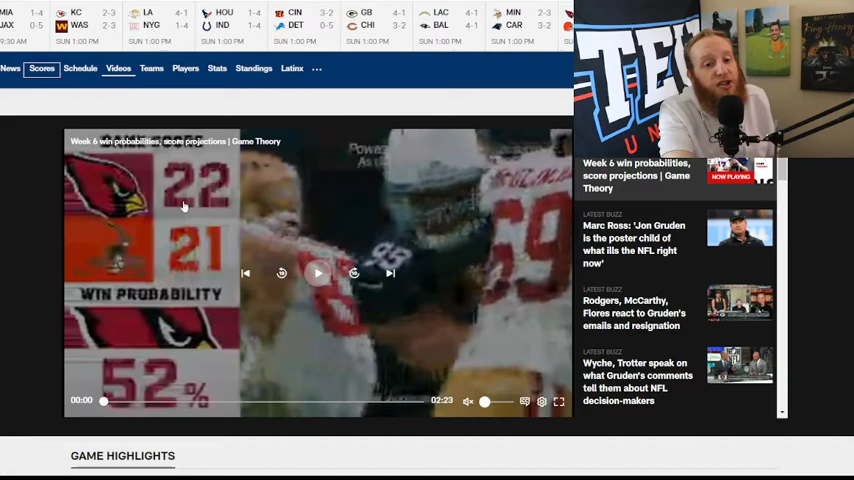 MIA 1-4 KC 2-3 LA 4-1 HOU 1-4 CIN 3-2 GB 4-1 LAC 4-1 MIN 2-3
JAX 0-5 WAS 2-3 NYG 1-4 IND 1-4 DET 0-5 CHI 3-2 BAL 4-1 CAR 3-2
9:30 AM SUN 1:00 PM SUN 1:00 PM SUN 1:00 PM SUN 1:00 PM SUN 1:00 PM SUN 1:00 PM SUN 1:00 PM
News Scores Schedule Videos Teams Players Stats Standings Latinx ...
Week 6 win probabilities, score projections | Game Theory
22
21
WIN PROBABILITY
52%
Powe
As U
93
69
00:00
02:23
Week 6 win probabilities,
score projections | Game
Theory
NOW PLAYING
LATEST BUZZ
Marc Ross: 'Jon Gruden
is the poster child of
what ills the NFL right
now'
LATEST BUZZ
Rodgers, McCarthy,
Flores react to Gruden's
emails and resignation
LATEST BUZZ
Wyche, Trotter speak on
what Gruden's comments
tell them about NFL
decision-makers
GAME HIGHLIGHTS